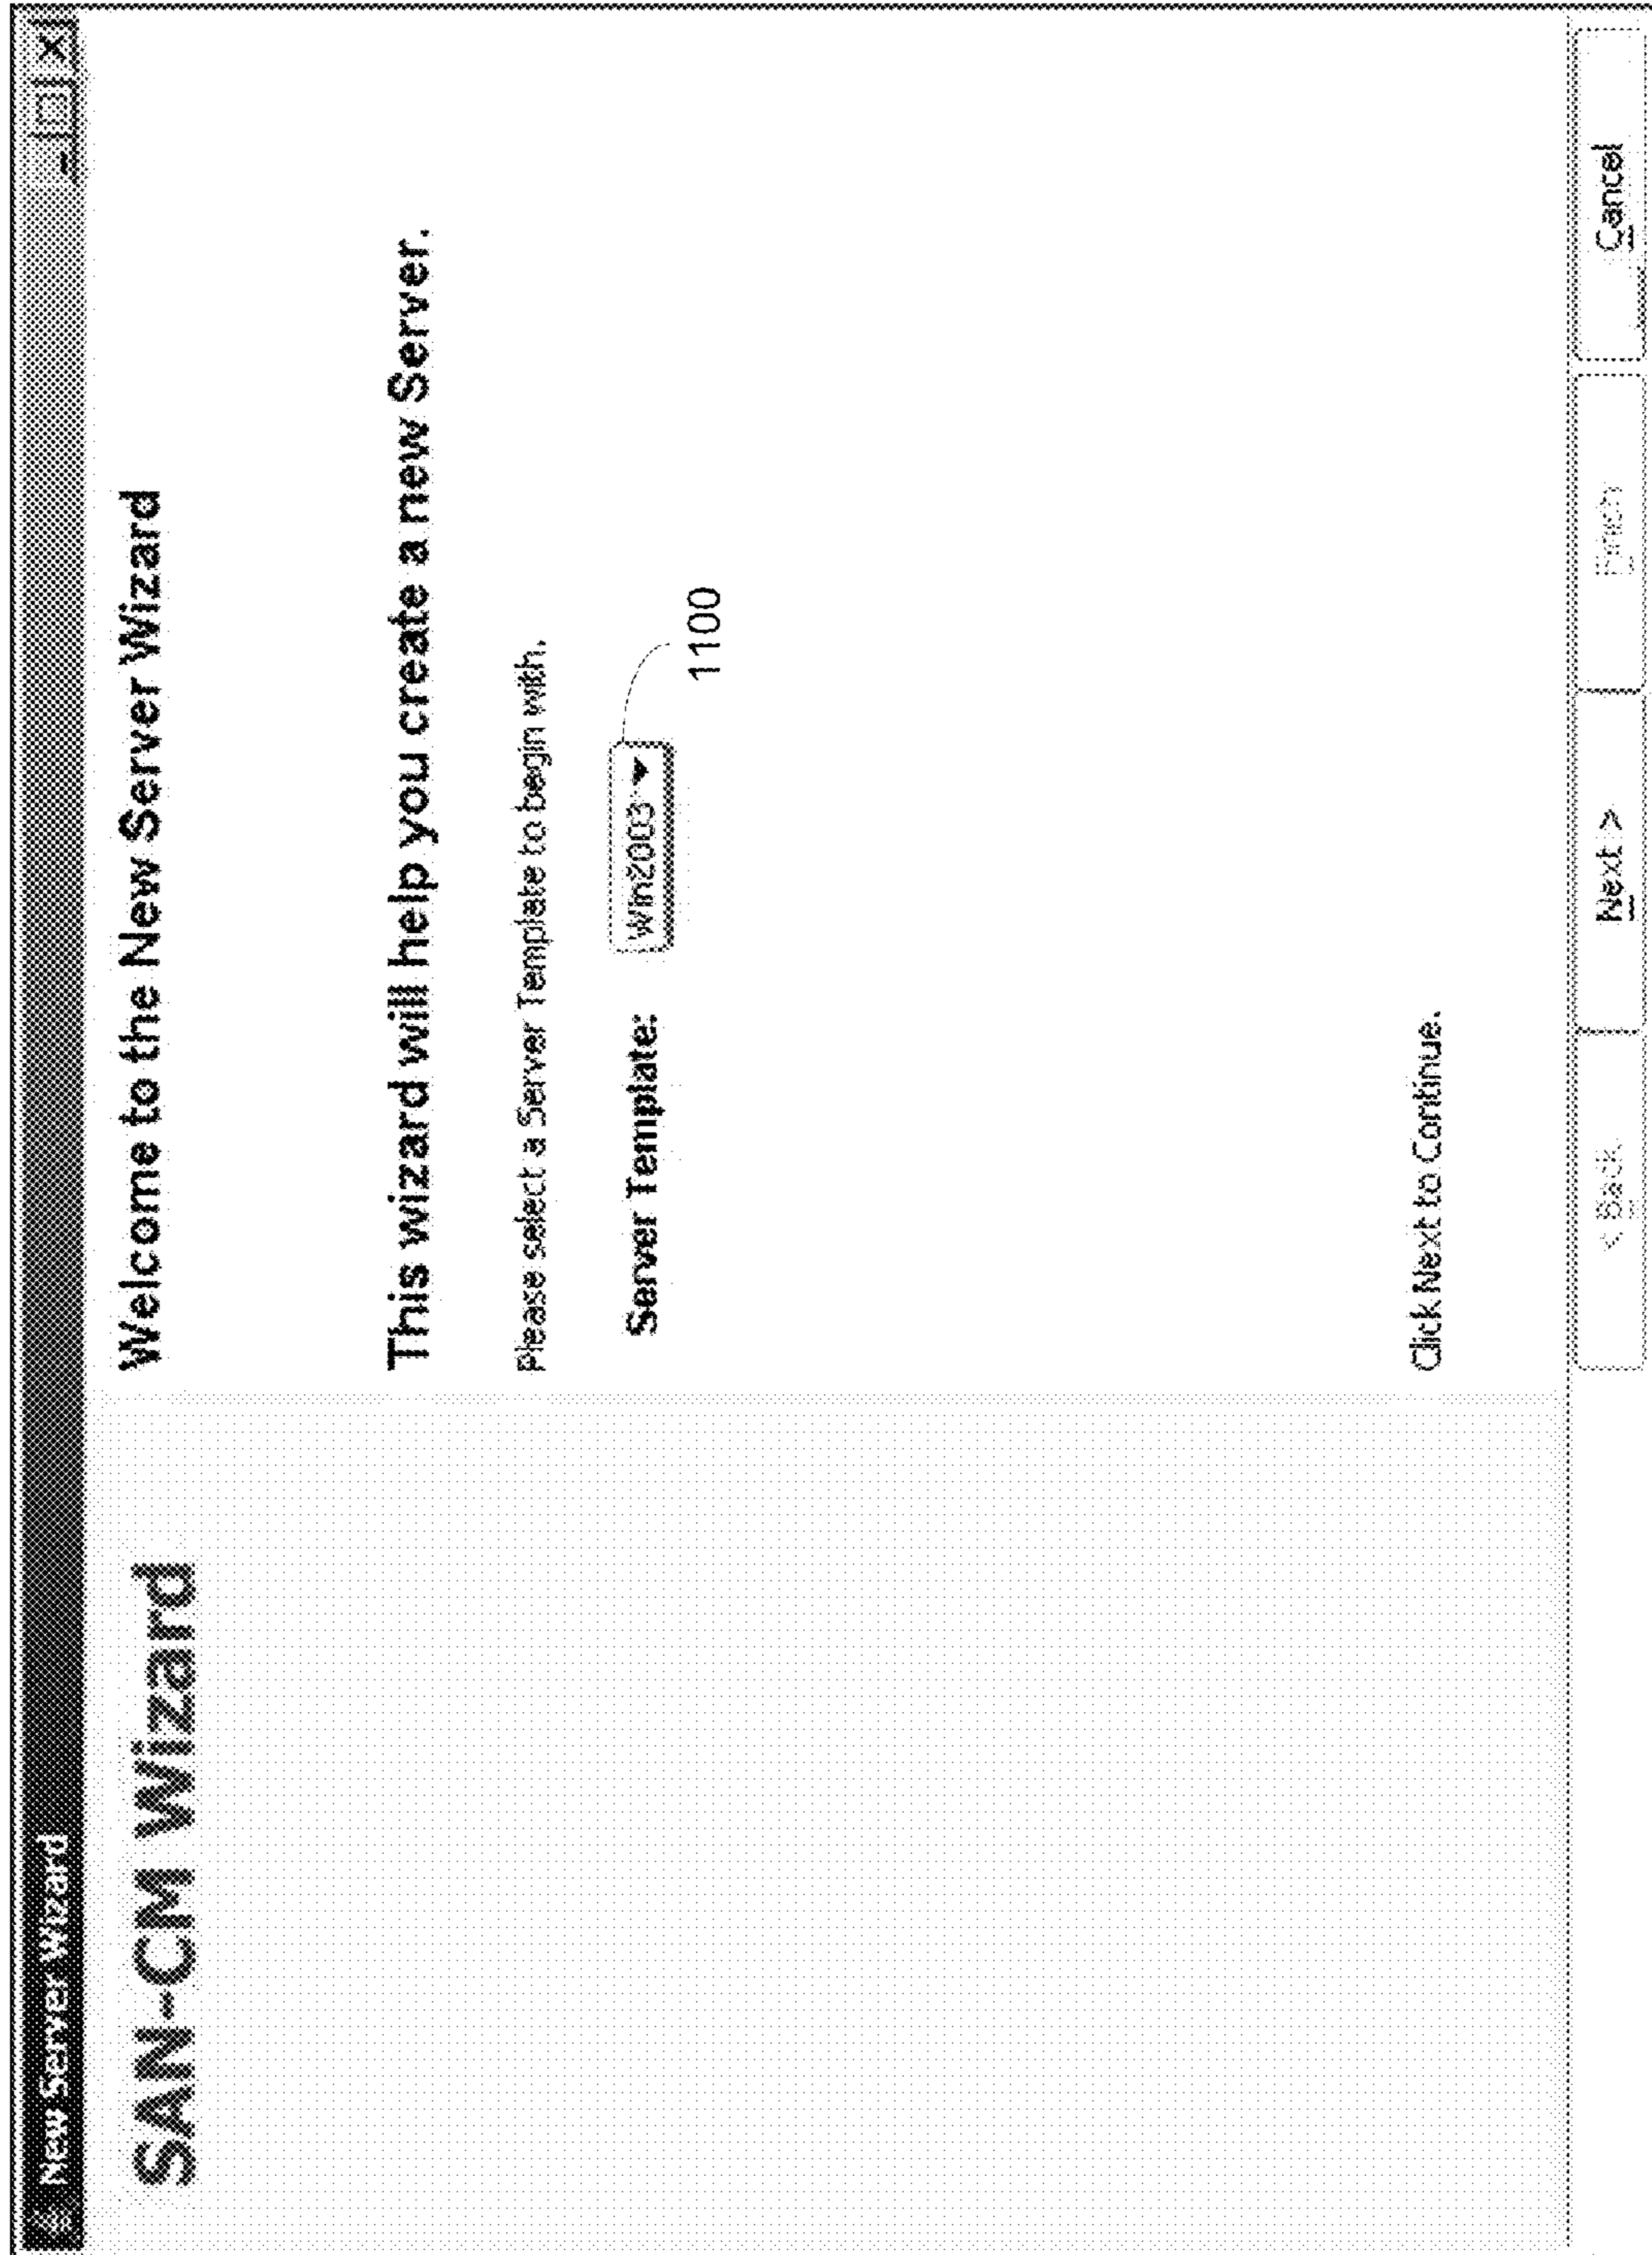 New Server Wizard
SAN-CM Wizard
Welcome to the New Server Wizard
This wizard will help you create a new Server.
Please select a Server Template to begin with.
Server Template: Win2003
1100
Click Next to Continue.
< Back Next > Finish Cancel